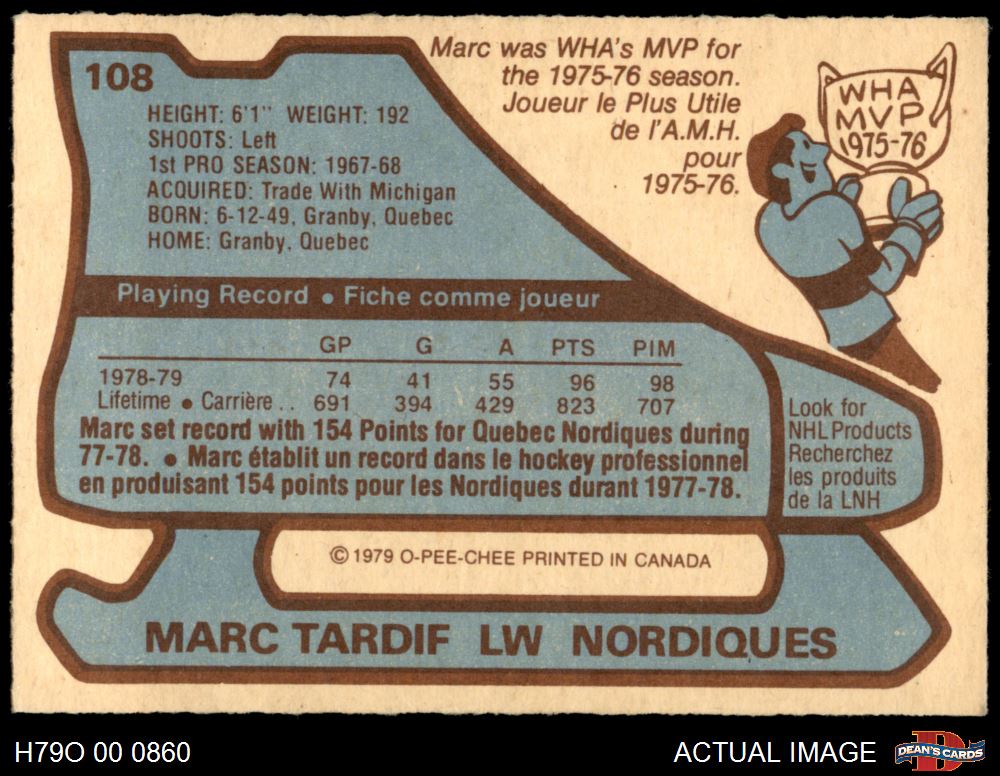 108
HEIGHT: 6'1" WEIGHT: 192
SHOOTS: Left
1st PRO SEASON: 1967-68
ACQUIRED: Trade With Michigan
BORN: 6-12-49, Granby, Quebec
HOME: Granby, Quebec
Marc was WHA's MVP for
the 1975-76 season.
Joueur le Plus Utile
de l'A.M.H.
pour
1975-76.
WHA
MVP
1975-76
Playing Record • Fiche comme joueur
GP G A PTS PIM
1978-79 74 41 55 96 98
Lifetime • Carrière .. 691 394 429 823 707
Marc set record with 154 Points for Quebec Nordiques during
77-78. • Marc établit un record dans le hockey professionnel
en produisant 154 points pour les Nordiques durant 1977-78.
Look for
NHL Products
Recherchez
les produits
de la LNH
© 1979 O-PEE-CHEE PRINTED IN CANADA
MARC TARDIF LW NORDIQUES
H79O 00 0860
ACTUAL IMAGE
DEAN'S CARDS